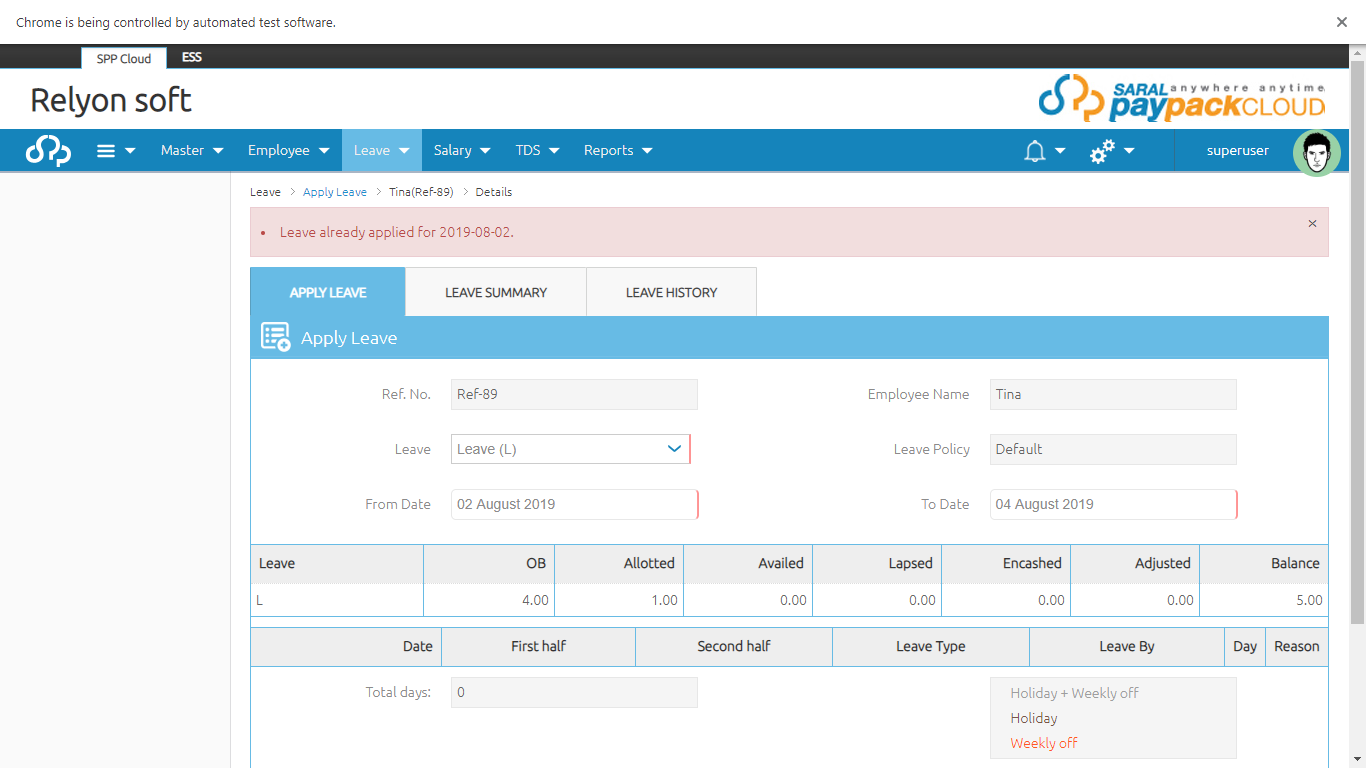 Chrome is being controlled by automated test software.
SPP Cloud ESS
Relyon soft
SARAL anywhere anytime
paypackCLOUD
Master Employee Leave Salary TDS Reports superuser
Leave > Apply Leave > Tina(Ref-89) > Details
• Leave already applied for 2019-08-02.
APPLY LEAVE LEAVE SUMMARY LEAVE HISTORY
Apply Leave
Ref. No. Ref-89 Employee Name Tina
Leave Leave (L) Leave Policy Default
From Date 02 August 2019 To Date 04 August 2019
Leave OB Allotted Availed Lapsed Encashed Adjusted Balance
L 4.00 1.00 0.00 0.00 0.00 0.00 5.00
Date First half Second half Leave Type Leave By Day Reason
Total days: 0
Holiday + Weekly off
Holiday
Weekly off